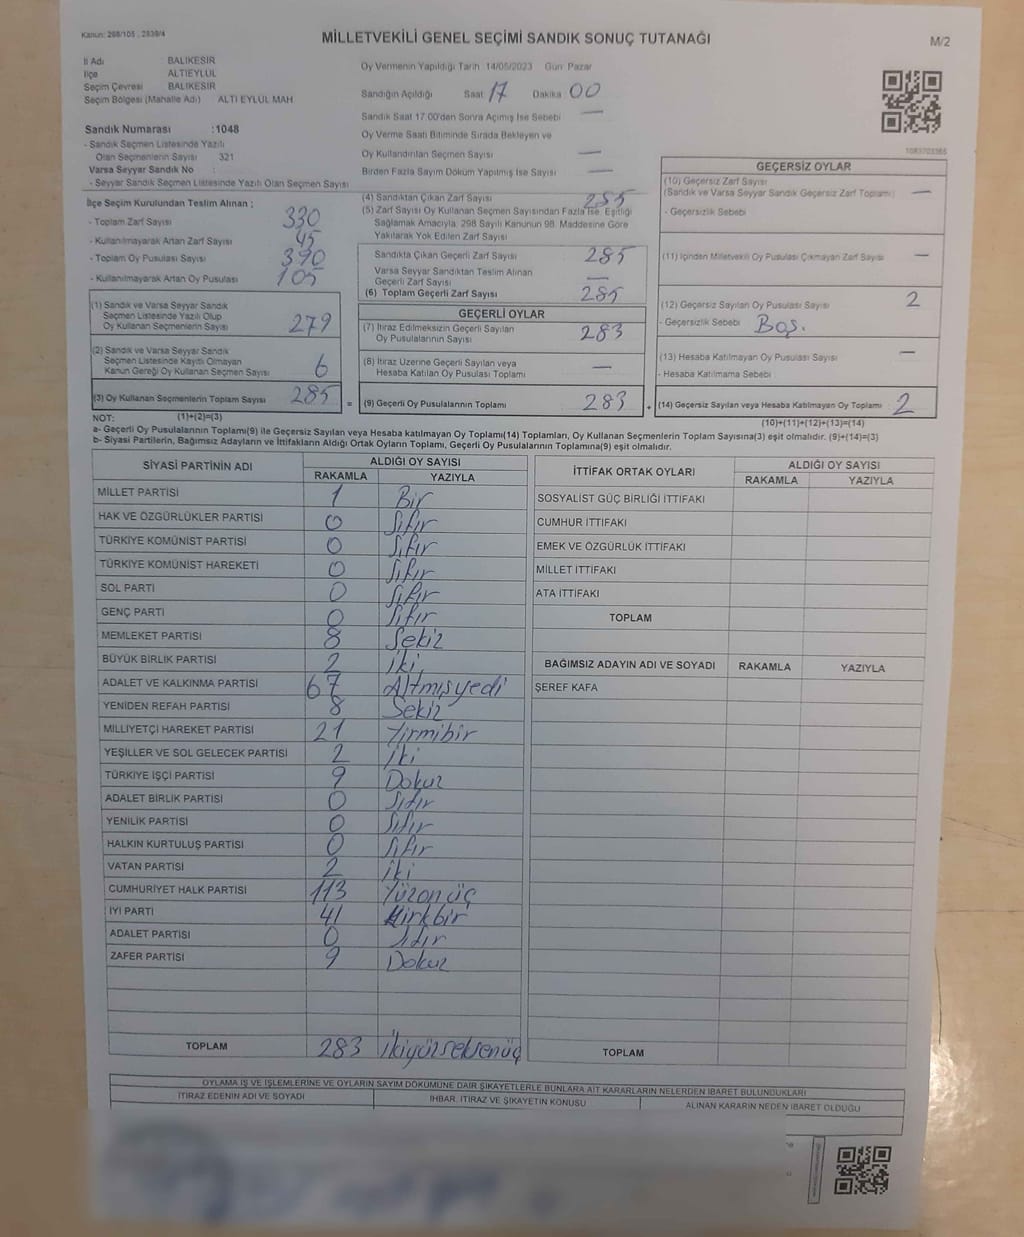 Kanun: 298/105 , 2839/4
MİLLETVEKİLİ GENEL SEÇİMİ SANDIK SONUÇ TUTANAĞI
M/2
İl Adı BALIKESİR
İlçe ALTIEYLÜL
Seçim Çevresi BALIKESİR
Seçim Bölgesi (Mahalle Adı) ALTI EYLÜL MAH
Sandık Numarası :1048
- Sandık Seçmen Listesinde Yazılı
Olan Seçmenlerin Sayısı 321
Varsa Seyyar Sandık No
- Seyyar Sandık Seçmen Listesinde Yazılı Olan Seçmen Sayısı
Oy Vermenin Yapıldığı Tarih 14/05/2023 Gün Pazar
Sandığın Açıldığı Saat 17 Dakika 00
Sandık Saat 17.00'den Sonra Açılmış İse Sebebi —
Oy Verme Saati Bitiminde Sırada Bekleyen ve
Oy Kullandırılan Seçmen Sayısı —
Birden Fazla Sayım Döküm Yapılmış İse Sayısı —
1083703365
İlçe Seçim Kurulundan Teslim Alınan ;
- Toplam Zarf Sayısı 330
- Kullanılmayarak Artan Zarf Sayısı 45
- Toplam Oy Pusulası Sayısı 390
- Kullanılmayarak Artan Oy Pusulası 105
(1) Sandık ve Varsa Seyyar Sandık
Seçmen Listesinde Yazılı Olup
Oy Kullanan Seçmenlerin Sayısı 279
(2) Sandık ve Varsa Seyyar Sandık
Seçmen Listesinde Kayıtlı Olmayan
Kanun Gereği Oy Kullanan Seçmen Sayısı 6
(3) Oy Kullanan Seçmenlerin Toplam Sayısı 285 =
(1)+(2)=(3)
(4) Sandıktan Çıkan Zarf Sayısı 285
(5) Zarf Sayısı Oy Kullanan Seçmen Sayısından Fazla İse, Eşitliği
Sağlamak Amacıyla; 298 Sayılı Kanunun 98. Maddesine Göre
Yakılarak Yok Edilen Zarf Sayısı
Sandıkta Çıkan Geçerli Zarf Sayısı 285
Varsa Seyyar Sandıktan Teslim Alınan
Geçerli Zarf Sayısı —
(6) Toplam Geçerli Zarf Sayısı 285
GEÇERLİ OYLAR
(7) İtiraz Edilmeksizin Geçerli Sayılan
Oy Pusulalarının Sayısı 283
(8) İtiraz Üzerine Geçerli Sayılan veya
Hesaba Katılan Oy Pusulası Toplamı —
(9) Geçerli Oy Pusulalarının Toplamı 283 +
GEÇERSİZ OYLAR
(10) Geçersiz Zarf Sayısı
(Sandık ve Varsa Seyyar Sandık Geçersiz Zarf Toplamı) —
- Geçersizlik Sebebi
(11) İçinden Milletvekili Oy Pusulası Çıkmayan Zarf Sayısı —
(12) Geçersiz Sayılan Oy Pusulası Sayısı 2
- Geçersizlik Sebebi Boş.
(13) Hesaba Katılmayan Oy Pusulası Sayısı —
- Hesaba Katılmama Sebebi
(14) Geçersiz Sayılan veya Hesaba Katılmayan Oy Toplamı 2
(10)+(11)+(12)+(13)=(14)
NOT:
a- Geçerli Oy Pusulaları Toplamı(9) ile Geçersiz Sayılan veya Hesaba katılmayan Oy Toplamı(14) Toplamları, Oy Kullanan Seçmenlerin Toplam Sayısına(3) eşit olmalıdır. (9)+(14)=(3)
b- Siyasi Partilerin, Bağımsız Adayların ve İttifakların Aldığı Ortak Oyların Toplamı, Geçerli Oy Pusulalarının Toplamına(9) eşit olmalıdır.
SİYASİ PARTİNİN ADI ALDIĞI OY SAYISI
RAKAMLA YAZIYLA
MİLLET PARTİSİ 1 Bir
HAK VE ÖZGÜRLÜKLER PARTİSİ 0 Sıfır
TÜRKİYE KOMÜNİST PARTİSİ 0 Sıfır
TÜRKİYE KOMÜNİST HAREKETİ 0 Sıfır
SOL PARTİ 0 Sıfır
GENÇ PARTİ 0 Sıfır
MEMLEKET PARTİSİ 8 Sekiz
BÜYÜK BİRLİK PARTİSİ 2 İki
ADALET VE KALKINMA PARTİSİ 67 Altmışyedi
YENİDEN REFAH PARTİSİ 8 Sekiz
MİLLİYETÇİ HAREKET PARTİSİ 21 Yirmibir
YEŞİLLER VE SOL GELECEK PARTİSİ 2 İki
TÜRKİYE İŞÇİ PARTİSİ 9 Dokuz
ADALET BİRLİK PARTİSİ 0 Sıfır
YENİLİK PARTİSİ 0 Sıfır
HALKIN KURTULUŞ PARTİSİ 0 Sıfır
VATAN PARTİSİ 2 İki
CUMHURİYET HALK PARTİSİ 113 Yüzonüç
İYİ PARTİ 41 Kırkbir
ADALET PARTİSİ 0 Sıfır
ZAFER PARTİSİ 9 Dokuz
TOPLAM 283 İkiyüzseksenüç
İTTİFAK ORTAK OYLARI ALDIĞI OY SAYISI
RAKAMLA YAZIYLA
SOSYALİST GÜÇ BİRLİĞİ İTTİFAKI
CUMHUR İTTİFAKI
EMEK VE ÖZGÜRLÜK İTTİFAKI
MİLLET İTTİFAKI
ATA İTTİFAKI
TOPLAM
BAĞIMSIZ ADAYIN ADI VE SOYADI RAKAMLA YAZIYLA
ŞEREF KAFA
TOPLAM
OYLAMA İŞ VE İŞLEMLERİNE VE OYLARIN SAYIM DÖKÜMÜNE DAİR ŞİKAYETLERLE BUNLARA AİT KARARLARIN NELERDEN İBARET BULUNDUKLARI
İTİRAZ EDENİN ADI VE SOYADI İHBAR, İTİRAZ VE ŞİKAYETİN KONUSU ALINAN KARARIN NEDEN İBARET OLDUĞU